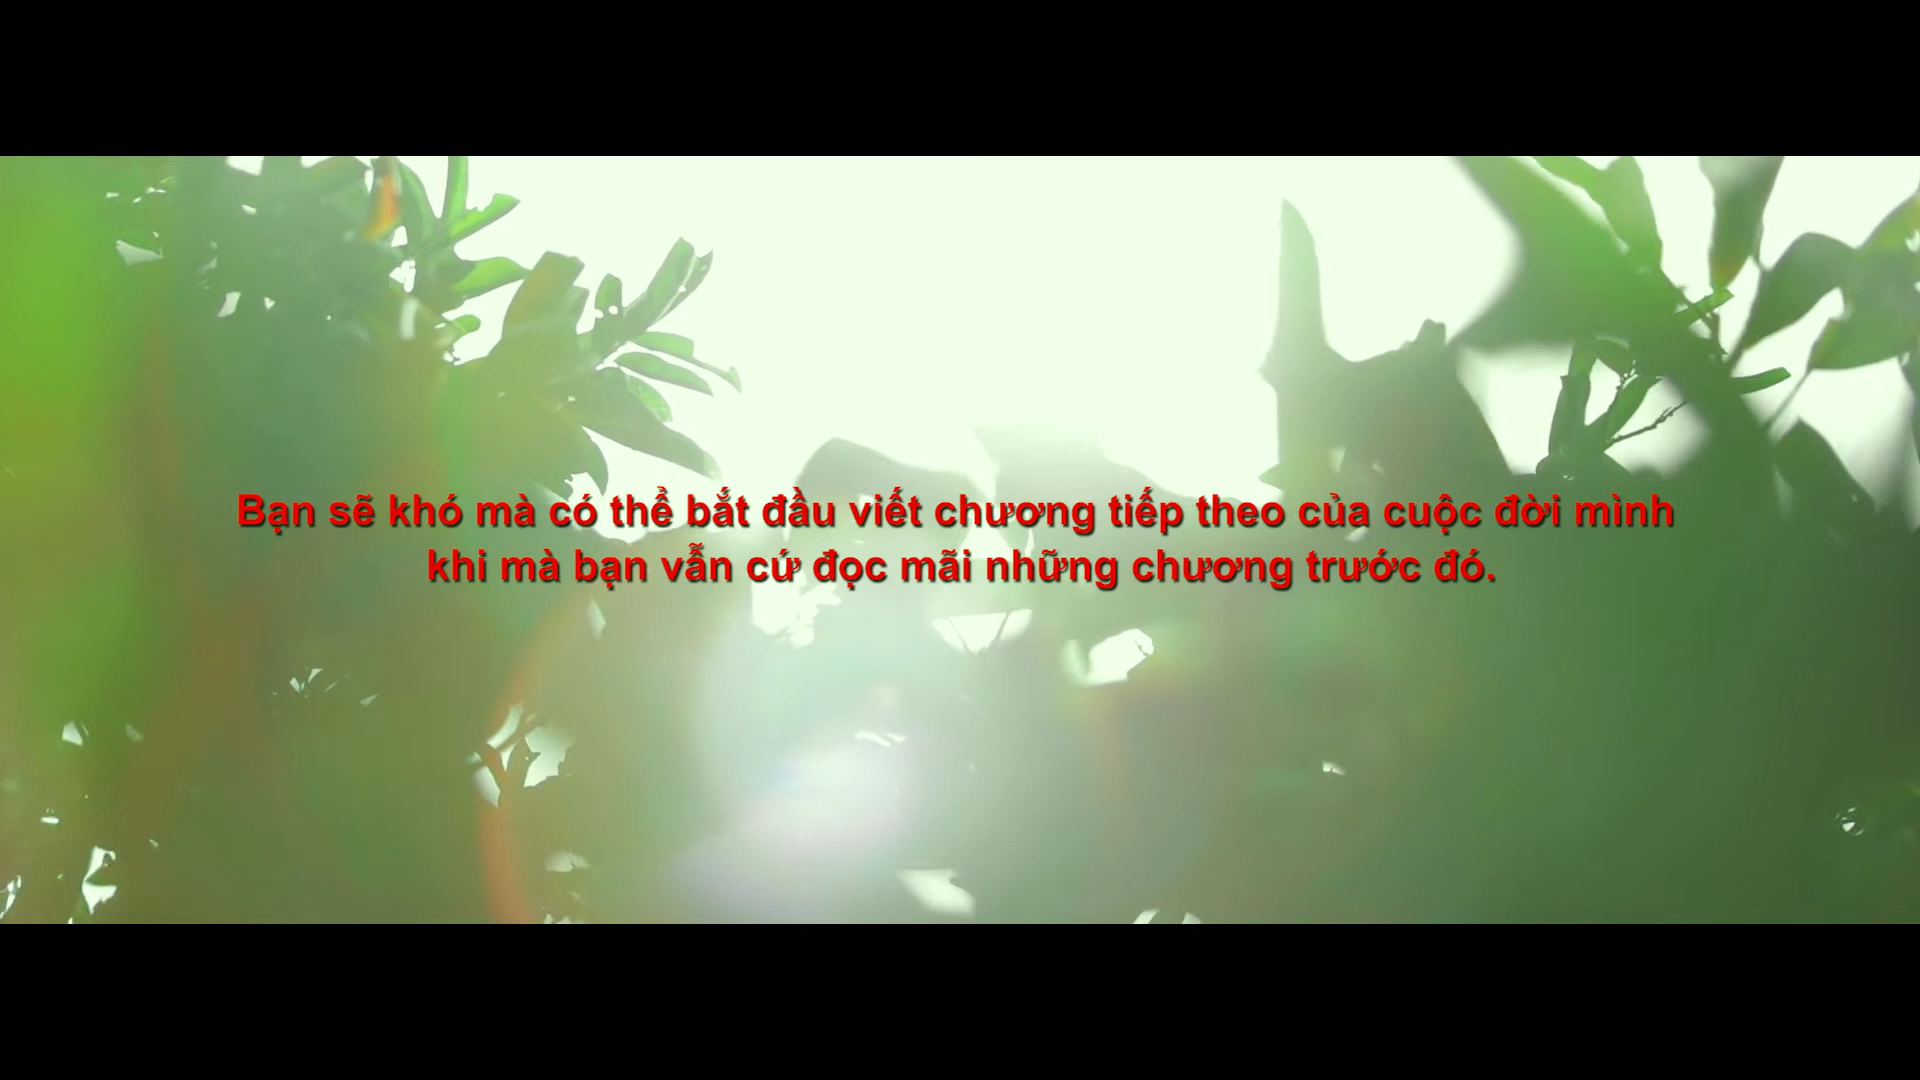 Bạn sẽ khó mà có thể bắt đầu viết chương tiếp theo của cuộc đời mình
khi mà bạn vẫn cứ đọc mãi những chương trước đó.